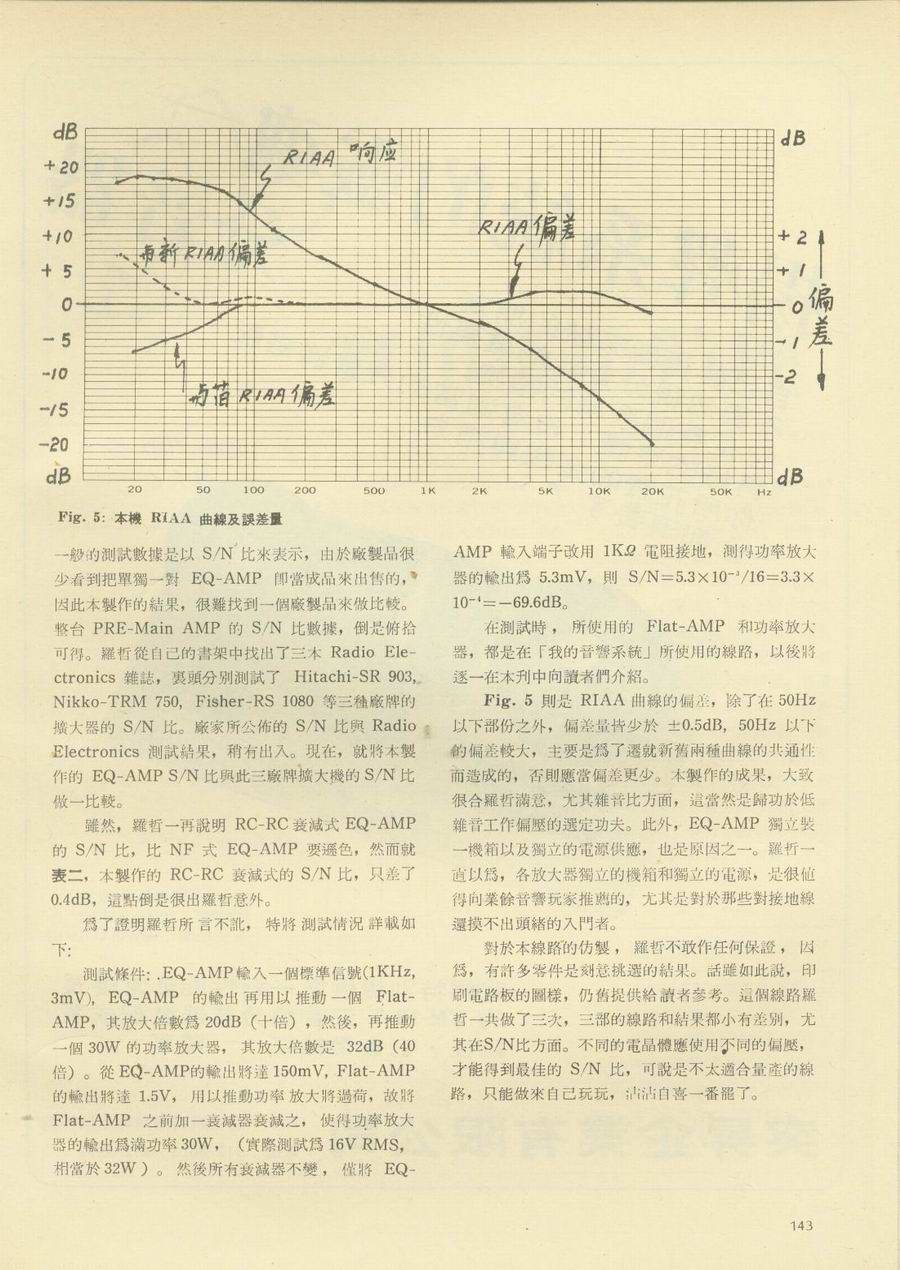 dB
dB
+20
+15
+10
+5
0
-5
-10
-15
-20
dB
RIAA 响应
RIAA 偏差
与新 RIAA 偏差
与旧 RIAA 偏差
+2
+1
0
-1
-2
偏差
dB
20 50 100 200 500 1K 2K 5K 10K 20K 50K Hz
Fig. 5: 本機 RIAA 曲線及誤差量
一般的測試數據是以 S/N 比來表示，由於廠製品很
少看到把單獨一對 EQ-AMP 即當成品來出售的，
因此本製作的結果，很難找到一個廠製品來做比較。
整台 PRE-Main AMP 的 S/N 比數據，倒是俯拾
可得。羅哲從自己的書架中找出了三本 Radio Ele-
ctronics 雜誌，裏頭分別測試了 Hitachi-SR 903,
Nikko-TRM 750, Fisher-RS 1080 等三種廠牌的
擴大器的 S/N 比。廠家所公佈的 S/N 比與 Radio
Electronics 測試結果，稍有出入。現在，就將本製
作的 EQ-AMP S/N 比與此三廠牌擴大機的 S/N 比
做一比較。
雖然，羅哲一再說明 RC-RC 衰減式 EQ-AMP
的 S/N 比，比 NF 式 EQ-AMP 要遜色，然而就
表二，本製作的 RC-RC 衰減式的 S/N 比，只差了
0.4dB，這點倒是很出羅哲意外。
爲了證明羅哲所言不訛，特將測試情況詳載如
下:
測試條件: .EQ-AMP輸入一個標準信號(1KHz,
3mV), EQ-AMP 的輸出再用以推動一個 Flat-
AMP，其放大倍數爲 20dB（十倍），然後，再推動
一個 30W 的功率放大器，其放大倍數是 32dB (40
倍）。從 EQ-AMP的輸出將達 150mV, Flat-AMP
的輸出將達 1.5V，用以推動功率放大將過荷，故將
Flat-AMP 之前加一衰減器衰減之，使得功率放大
器的輸出爲滿功率 30W，（實際測試爲 16V RMS,
相當於 32W）。然後所有衰減器不變，僅將 EQ-
AMP 輸入端子改用 1KΩ 電阻接地，測得功率放大
器的輸出爲 5.3mV，則 S/N=5.3×10⁻³/16=3.3×
10⁻⁴=-69.6dB。
在測試時，所使用的 Flat-AMP 和功率放大
器，都是在「我的音響系統」所使用的線路，以後將
逐一在本刊中向讀者們介紹。
Fig. 5 則是 RIAA 曲線的偏差，除了在 50Hz
以下部份之外，偏差量皆少於 ±0.5dB, 50Hz 以下
的偏差較大，主要是爲了遷就新舊兩種曲線的共通性
而造成的，否則應當偏差更少。本製作的成果，大致
很合羅哲滿意，尤其雜音比方面，這當然是歸功於低
雜音工作偏壓的選定功夫。此外，EQ-AMP 獨立裝
一機箱以及獨立的電源供應，也是原因之一。羅哲一
直以爲，各放大器獨立的機箱和獨立的電源，是很值
得向業餘音響玩家推薦的，尤其是對於那些對接地線
還摸不出頭緒的入門者。
對於本線路的仿製，羅哲不敢作任何保證，因
爲，有許多零件是刻意挑選的結果。話雖如此說，印
刷電路板的圖樣，仍舊提供給讀者參考。這個線路羅
哲一共做了三次，三部的線路和結果都小有差別，尤
其在S/N比方面。不同的電晶體應使用不同的偏壓，
才能得到最佳的 S/N 比，可說是不太適合量產的線
路，只能做來自己玩玩，沾沾自喜一番罷了。
143